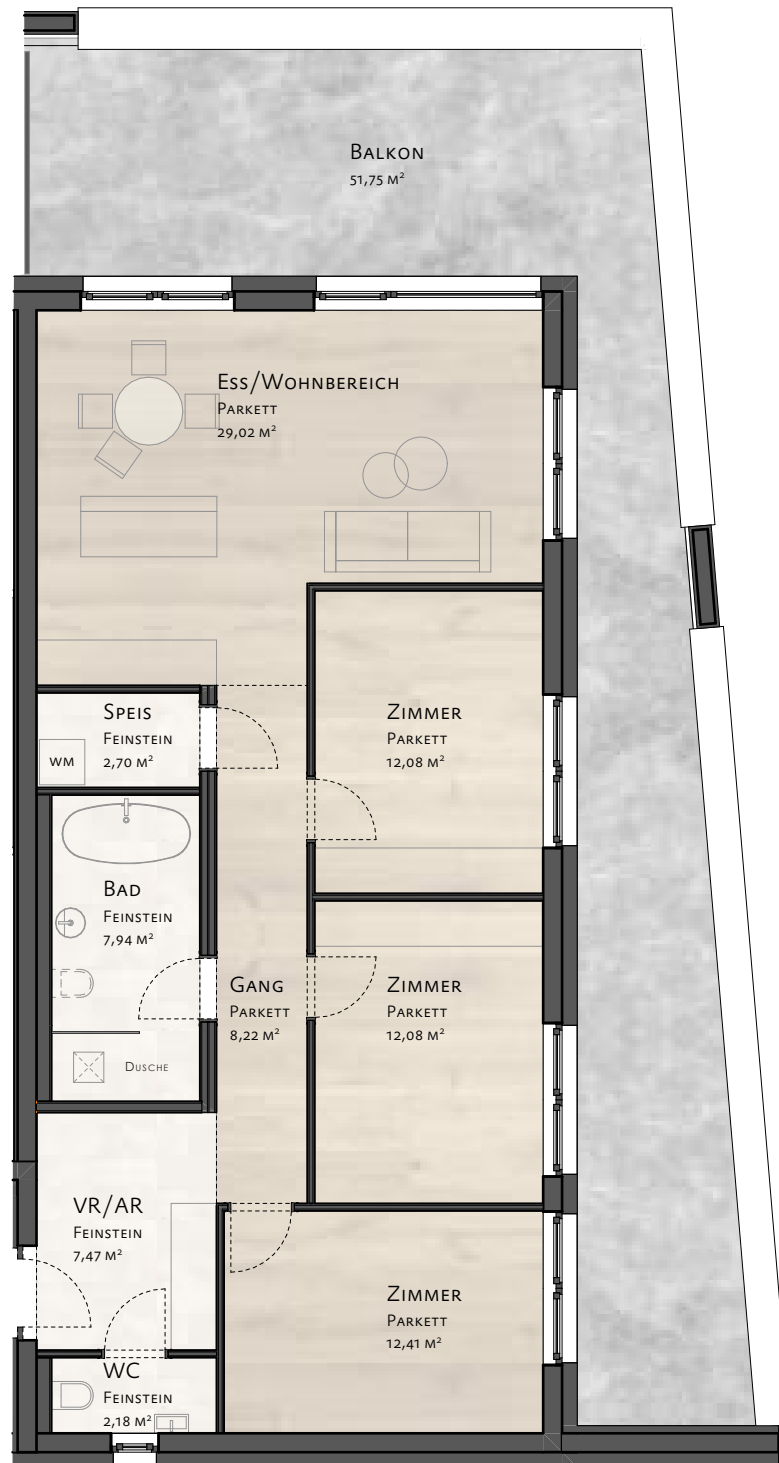 Balkon
51,75 m²
Ess/Wohnbereich
Parkett
29,02 m²
Speis
Feinstein
2,70 m²
WM
Zimmer
Parkett
12,08 m²
Bad
Feinstein
7,94 m²
Gang
Parkett
8,22 m²
Zimmer
Parkett
12,08 m²
Dusche
VR/AR
Feinstein
7,47 m²
Zimmer
Parkett
12,41 m²
WC
Feinstein
2,18 m²